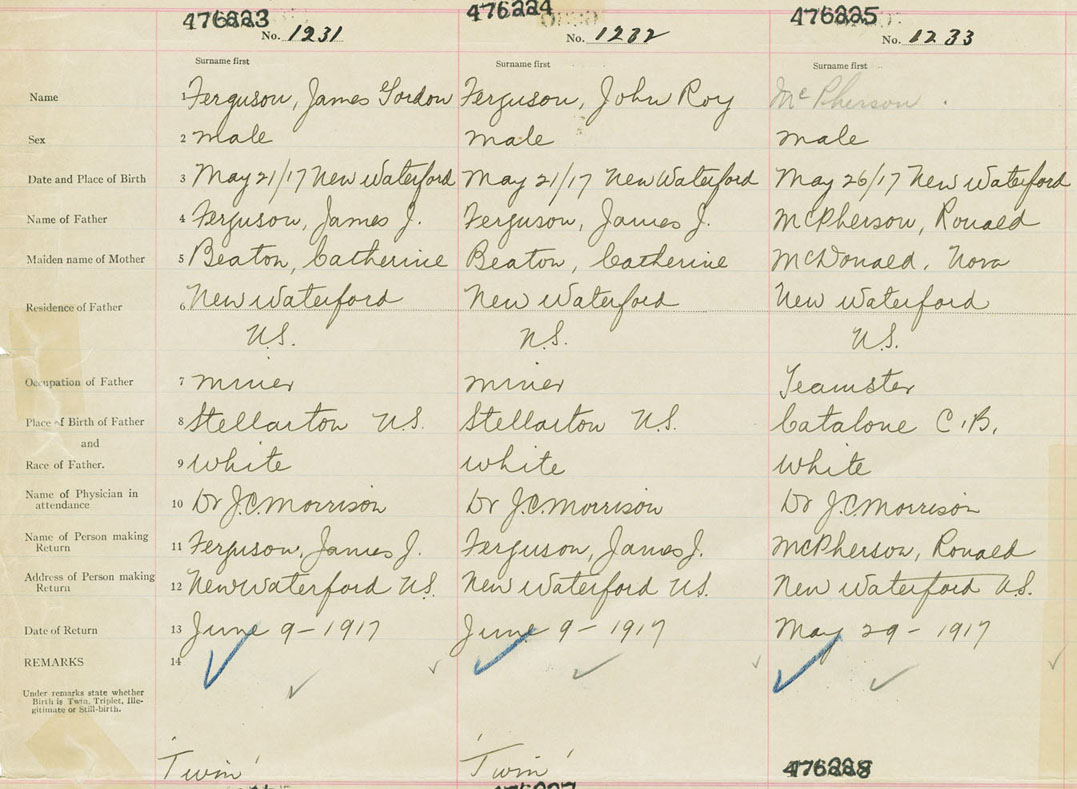 476223 476224 476225
No. 1231 No. 1232 No. 1233
Surname first Surname first Surname first
Name 1 Ferguson, James Gordon Ferguson, John Roy McPherson
Sex 2 male male male
Date and Place of Birth 3 May 21/17 New Waterford May 21/17 New Waterford May 26/17 New Waterford
Name of Father 4 Ferguson, James J. Ferguson, James J. McPherson, Ronald
Maiden name of Mother 5 Beaton, Catherine Beaton, Catherine McDonald, Nora
Residence of Father 6 New Waterford New Waterford New Waterford
N.S. N.S. N.S.
Occupation of Father 7 miner miner Teamster
Place of Birth of Father 8 Stellarton N.S. Stellarton N.S. Catalone C.B.
and
Race of Father. 9 white white white
Name of Physician in
attendance 10 Dr J.C. Morrison Dr J.C. Morrison Dr J.C. Morrison
Name of Person making
Return 11 Ferguson, James J. Ferguson, James J. McPherson, Ronald
Address of Person making
Return 12 New Waterford N.S. New Waterford N.S. New Waterford N.S.
Date of Return 13 June 9 - 1917 June 9 - 1917 May 29 - 1917
REMARKS 14
Under remarks state whether
Birth is Twin, Triplet, Ille-
gitimate or Still-birth.
'Twin' 'Twin' 476228